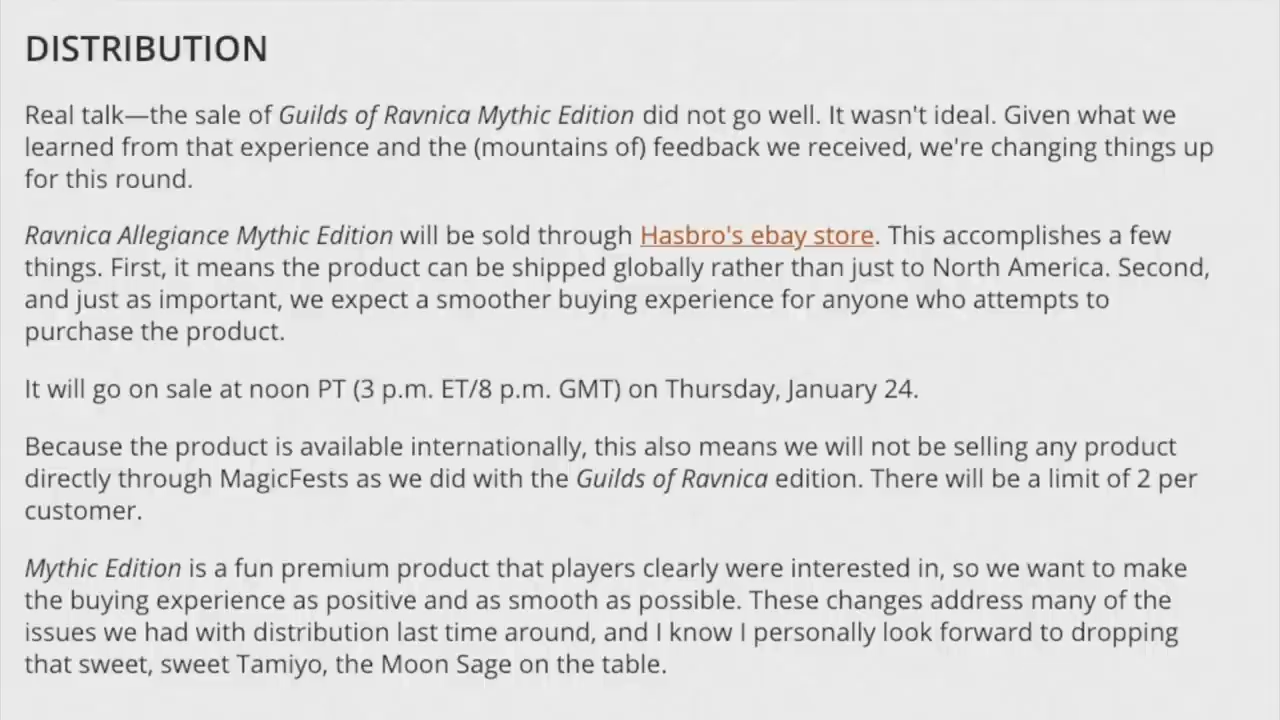 DISTRIBUTION
Real talk—the sale of Guilds of Ravnica Mythic Edition did not go well. It wasn't ideal. Given what we
learned from that experience and the (mountains of) feedback we received, we're changing things up
for this round.
Ravnica Allegiance Mythic Edition will be sold through Hasbro's ebay store. This accomplishes a few
things. First, it means the product can be shipped globally rather than just to North America. Second,
and just as important, we expect a smoother buying experience for anyone who attempts to
purchase the product.
It will go on sale at noon PT (3 p.m. ET/8 p.m. GMT) on Thursday, January 24.
Because the product is available internationally, this also means we will not be selling any product
directly through MagicFests as we did with the Guilds of Ravnica edition. There will be a limit of 2 per
customer.
Mythic Edition is a fun premium product that players clearly were interested in, so we want to make
the buying experience as positive and as smooth as possible. These changes address many of the
issues we had with distribution last time around, and I know I personally look forward to dropping
that sweet, sweet Tamiyo, the Moon Sage on the table.